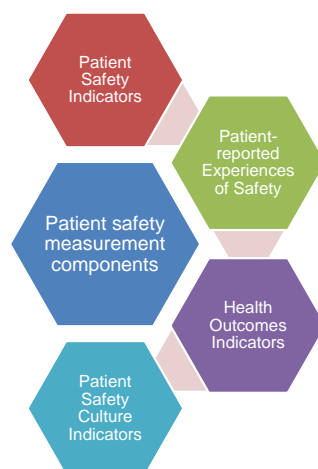 Patient
Safety
Indicators
Patient-
reported
Experiences
of Safety
Patient safety
measurement
components
Health
Outcomes
Indicators
Patient
Safety
Culture
Indicators